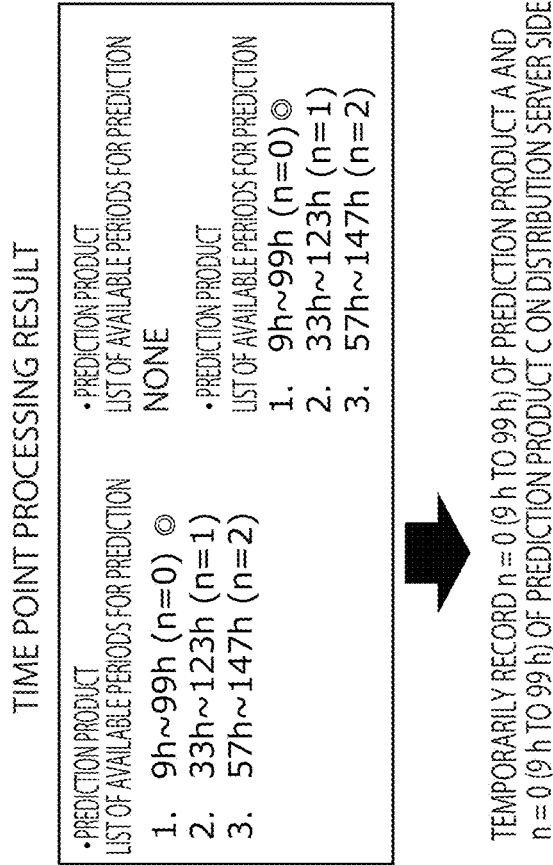 TIME POINT PROCESSING RESULT
• PREDICTION PRODUCT
LIST OF AVAILABLE PERIODS FOR PREDICTION
1. 9h~99h (n=0) ◎
2. 33h~123h (n=1)
3. 57h~147h (n=2)
• PREDICTION PRODUCT
LIST OF AVAILABLE PERIODS FOR PREDICTION
NONE
• PREDICTION PRODUCT
LIST OF AVAILABLE PERIODS FOR PREDICTION
1. 9h~99h (n=0) ◎
2. 33h~123h (n=1)
3. 57h~147h (n=2)
TEMPORARILY RECORD n = 0 (9 h TO 99 h) OF PREDICTION PRODUCT A AND
n = 0 (9 h TO 99 h) OF PREDICTION PRODUCT C ON DISTRIBUTION SERVER SIDE